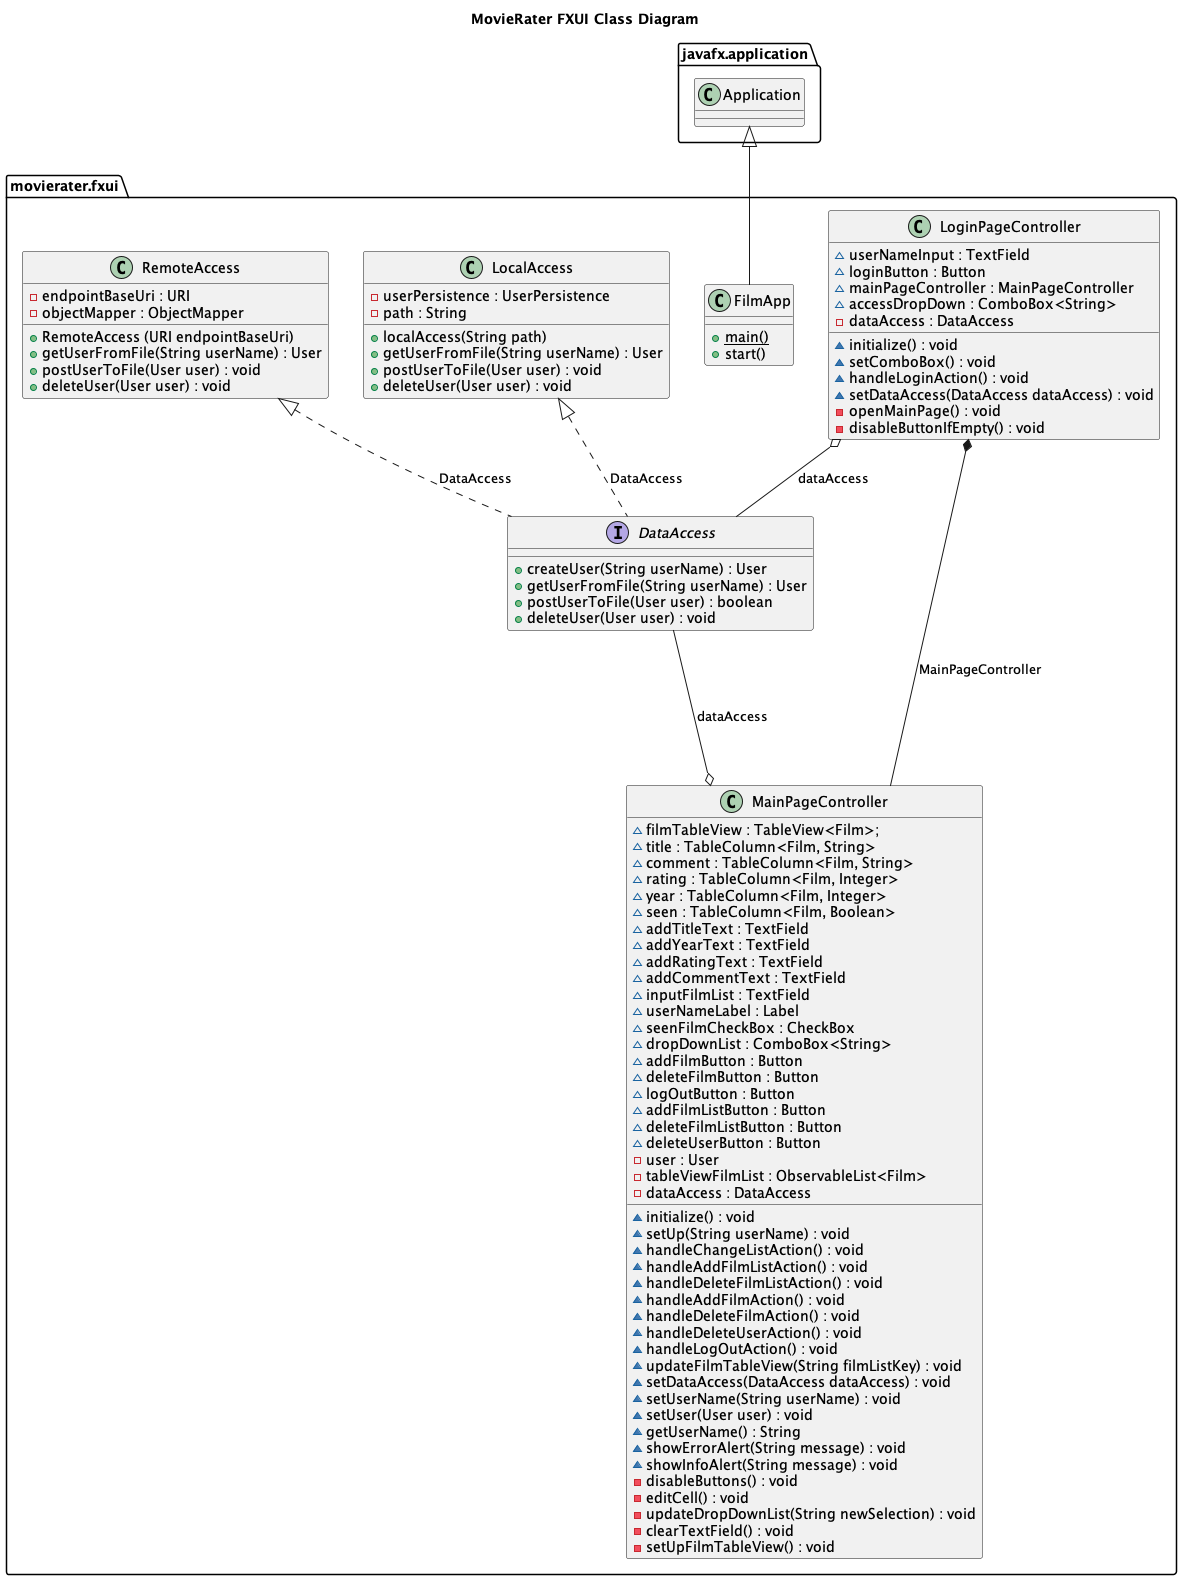 MovieRater FXUI Class Diagram
javafx.application
C Application
movierater.fxui
C RemoteAccess
endpointBaseUri : URI
objectMapper : ObjectMapper
RemoteAccess (URI endpointBaseUri)
getUserFromFile(String userName) : User
postUserToFile(User user) : void
deleteUser(User user) : void
C LocalAccess
userPersistence : UserPersistence
path : String
localAccess(String path)
getUserFromFile(String userName) : User
postUserToFile(User user) : void
deleteUser(User user) : void
C FilmApp
main()
start()
C LoginPageController
userNameInput : TextField
loginButton : Button
mainPageController : MainPageController
accessDropDown : ComboBox<String>
dataAccess : DataAccess
initialize() : void
setComboBox() : void
handleLoginAction() : void
setDataAccess(DataAccess dataAccess) : void
openMainPage() : void
disableButtonIfEmpty() : void
DataAccess
DataAccess
dataAccess
I DataAccess
createUser(String userName) : User
getUserFromFile(String userName) : User
postUserToFile(User user) : boolean
deleteUser(User user) : void
MainPageController
dataAccess
C MainPageController
filmTableView : TableView<Film>;
title : TableColumn<Film, String>
comment : TableColumn<Film, String>
rating : TableColumn<Film, Integer>
year : TableColumn<Film, Integer>
seen : TableColumn<Film, Boolean>
addTitleText : TextField
addYearText : TextField
addRatingText : TextField
addCommentText : TextField
inputFilmList : TextField
userNameLabel : Label
seenFilmCheckBox : CheckBox
dropDownList : ComboBox<String>
addFilmButton : Button
deleteFilmButton : Button
logOutButton : Button
addFilmListButton : Button
deleteFilmListButton : Button
deleteUserButton : Button
user : User
tableViewFilmList : ObservableList<Film>
dataAccess : DataAccess
initialize() : void
setUp(String userName) : void
handleChangeListAction() : void
handleAddFilmListAction() : void
handleDeleteFilmListAction() : void
handleAddFilmAction() : void
handleDeleteFilmAction() : void
handleDeleteUserAction() : void
handleLogOutAction() : void
updateFilmTableView(String filmListKey) : void
setDataAccess(DataAccess dataAccess) : void
setUserName(String userName) : void
setUser(User user) : void
getUserName() : String
showErrorAlert(String message) : void
showInfoAlert(String message) : void
disableButtons() : void
editCell() : void
updateDropDownList(String newSelection) : void
clearTextField() : void
setUpFilmTableView() : void